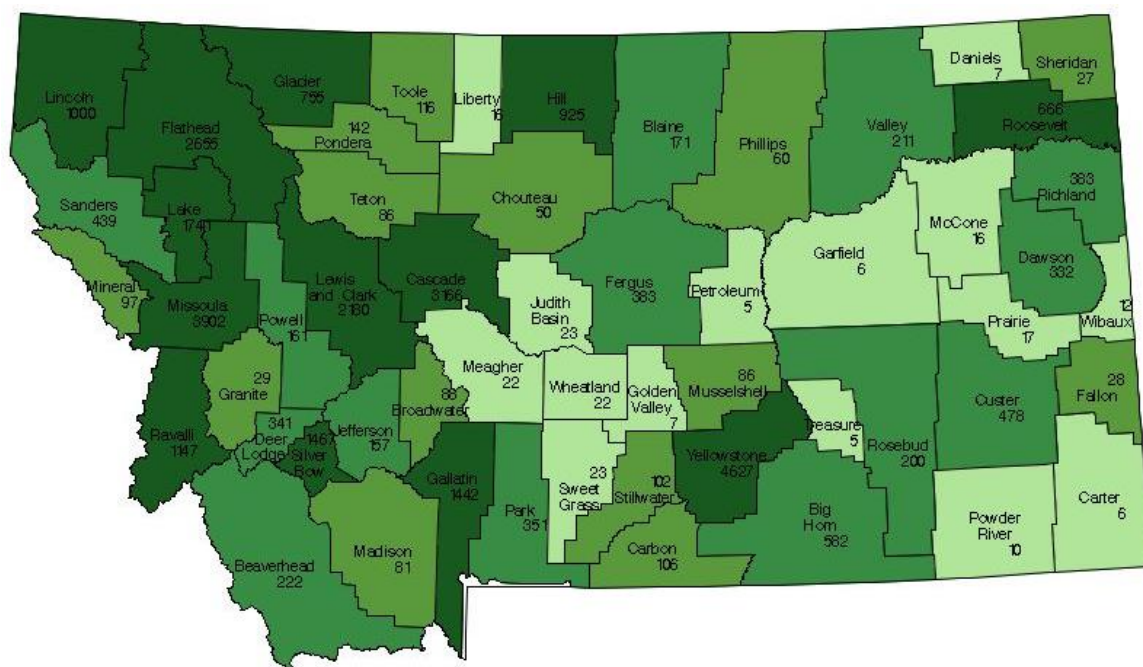 Lincoln
1000
Flathead
2655
Glacier
755
Toole
116
Liberty
16
Hill
925
Blaine
171
Phillips
60
Valley
211
Daniels
7
Sheridan
27
666
Roosevelt
142
Pondera
Teton
86
Chouteau
50
Sanders
439
Lake
1740
Mineral
97
Missoula
3902
Powell
161
Lewis
and Clark
2180
Cascade
3166
Judith
Basin
23
Fergus
383
Petroleum
5
Garfield
6
McCone
16
383
Richland
Dawson
332
12
Wibaux
Prairie
17
29
Granite
Meagher
22
Wheatland
22
Golden
Valley
7
86
Musselshell
Custer
478
28
Fallon
Ravalli
1147
341
Deer
Lodge
1467
Silver
Bow
Jefferson
157
88
Broadwater
Gallatin
1442
Park
351
23
Sweet
Grass
102
Stillwater
Yellowstone
4627
Treasure
5
Rosebud
200
Carter
6
Powder
River
10
Big
Horn
582
Carbon
106
Madison
81
Beaverhead
222